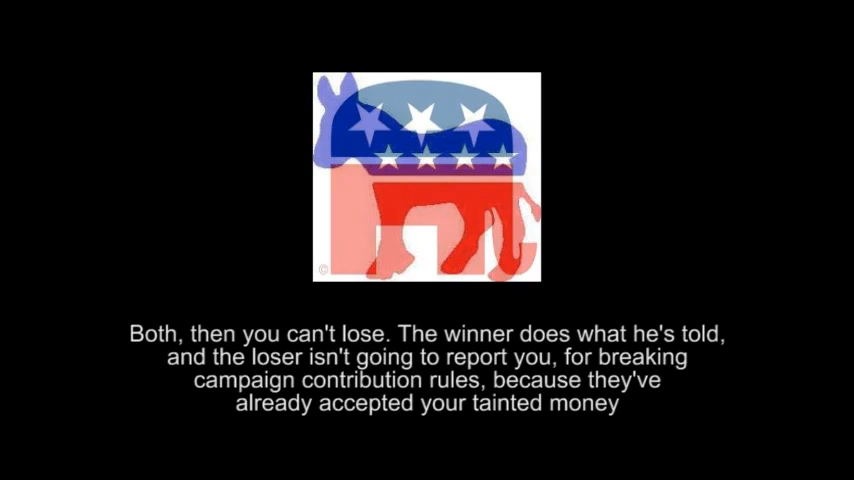 ©
Both, then you can't lose. The winner does what he's told,
and the loser isn't going to report you, for breaking
campaign contribution rules, because they've
already accepted your tainted money